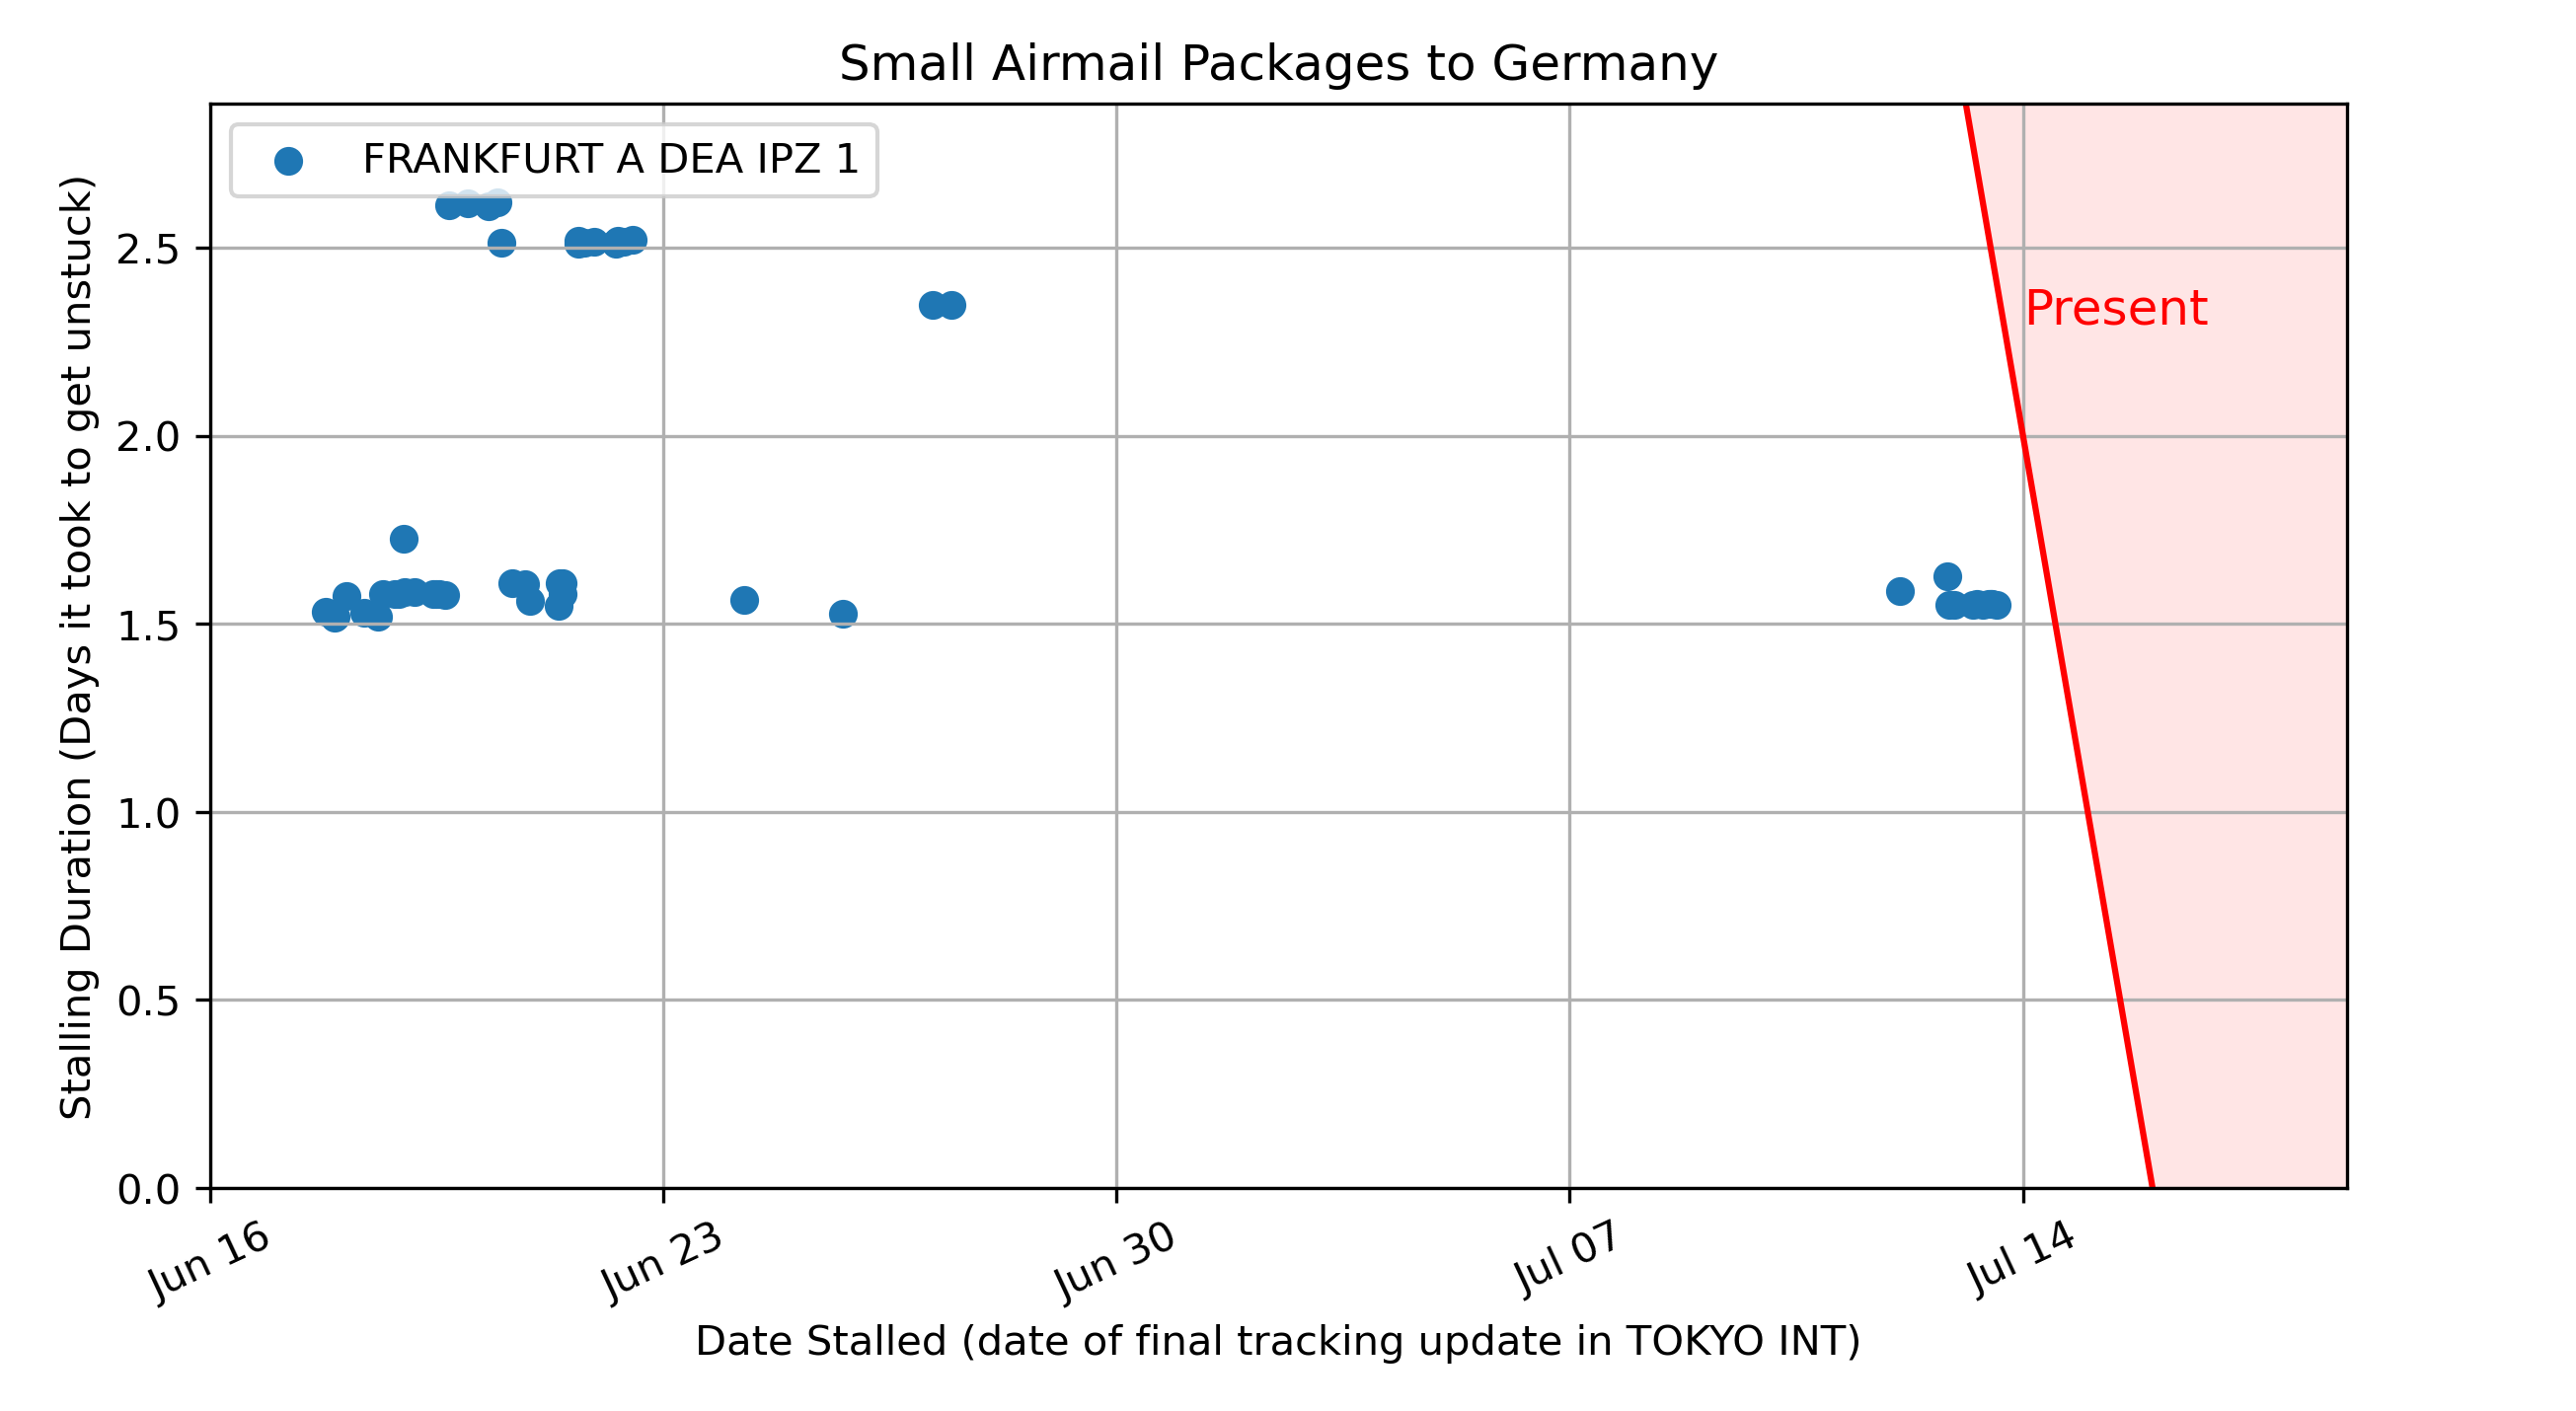 Small Airmail Packages to Germany
FRANKFURT A DEA IPZ 1
Present
Stalling Duration (Days it took to get unstuck)
2.5
2.0
1.5
1.0
0.5
0.0
Jun 16
Jun 23
Jun 30
Jul 07
Jul 14
Date Stalled (date of final tracking update in TOKYO INT)